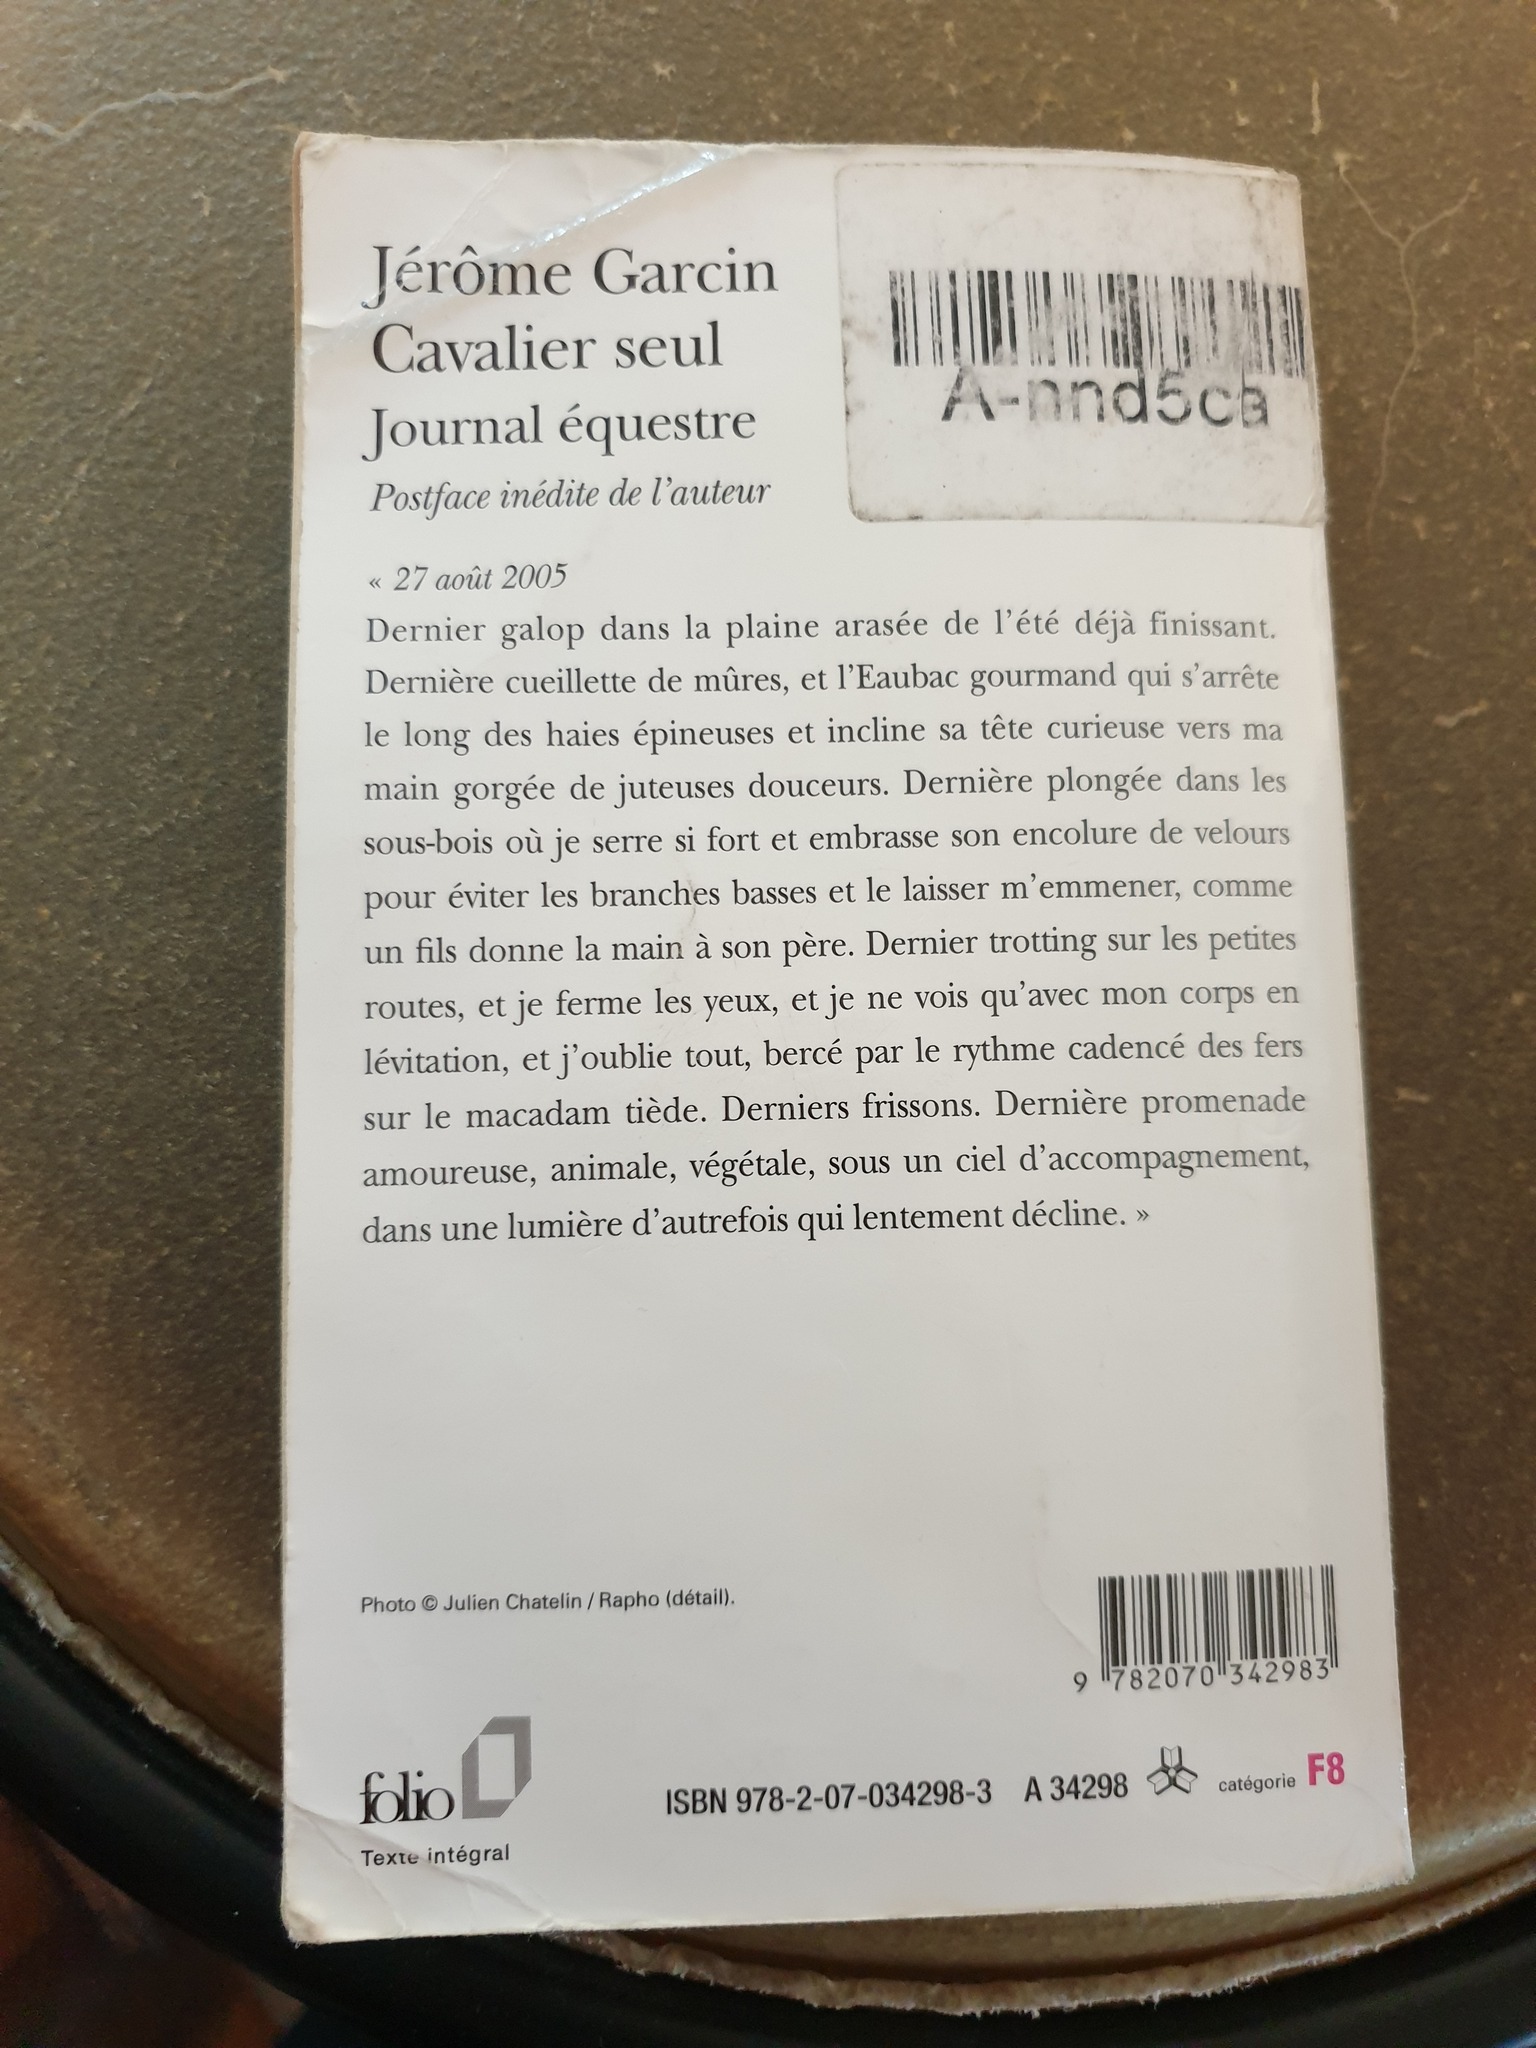 Jérôme Garcin
Cavalier seul
Journal équestre
Postface inédite de l'auteur
A-nnd5ca
« 27 août 2005
Dernier galop dans la plaine arasée de l'été déjà finissant.
Dernière cueillette de mûres, et l'Eaubac gourmand qui s'arrête
le long des haies épineuses et incline sa tête curieuse vers ma
main gorgée de juteuses douceurs. Dernière plongée dans les
sous-bois où je serre si fort et embrasse son encolure de velours
pour éviter les branches basses et le laisser m'emmener, comme
un fils donne la main à son père. Dernier trotting sur les petites
routes, et je ferme les yeux, et je ne vois qu'avec mon corps en
lévitation, et j'oublie tout, bercé par le rythme cadencé des fers
sur le macadam tiède. Derniers frissons. Dernière promenade
amoureuse, animale, végétale, sous un ciel d'accompagnement,
dans une lumière d'autrefois qui lentement décline. »
Photo © Julien Chatelin / Rapho (détail).
9 782070 342983
folio
Texte intégral
ISBN 978-2-07-034298-3 A 34298 catégorie F8